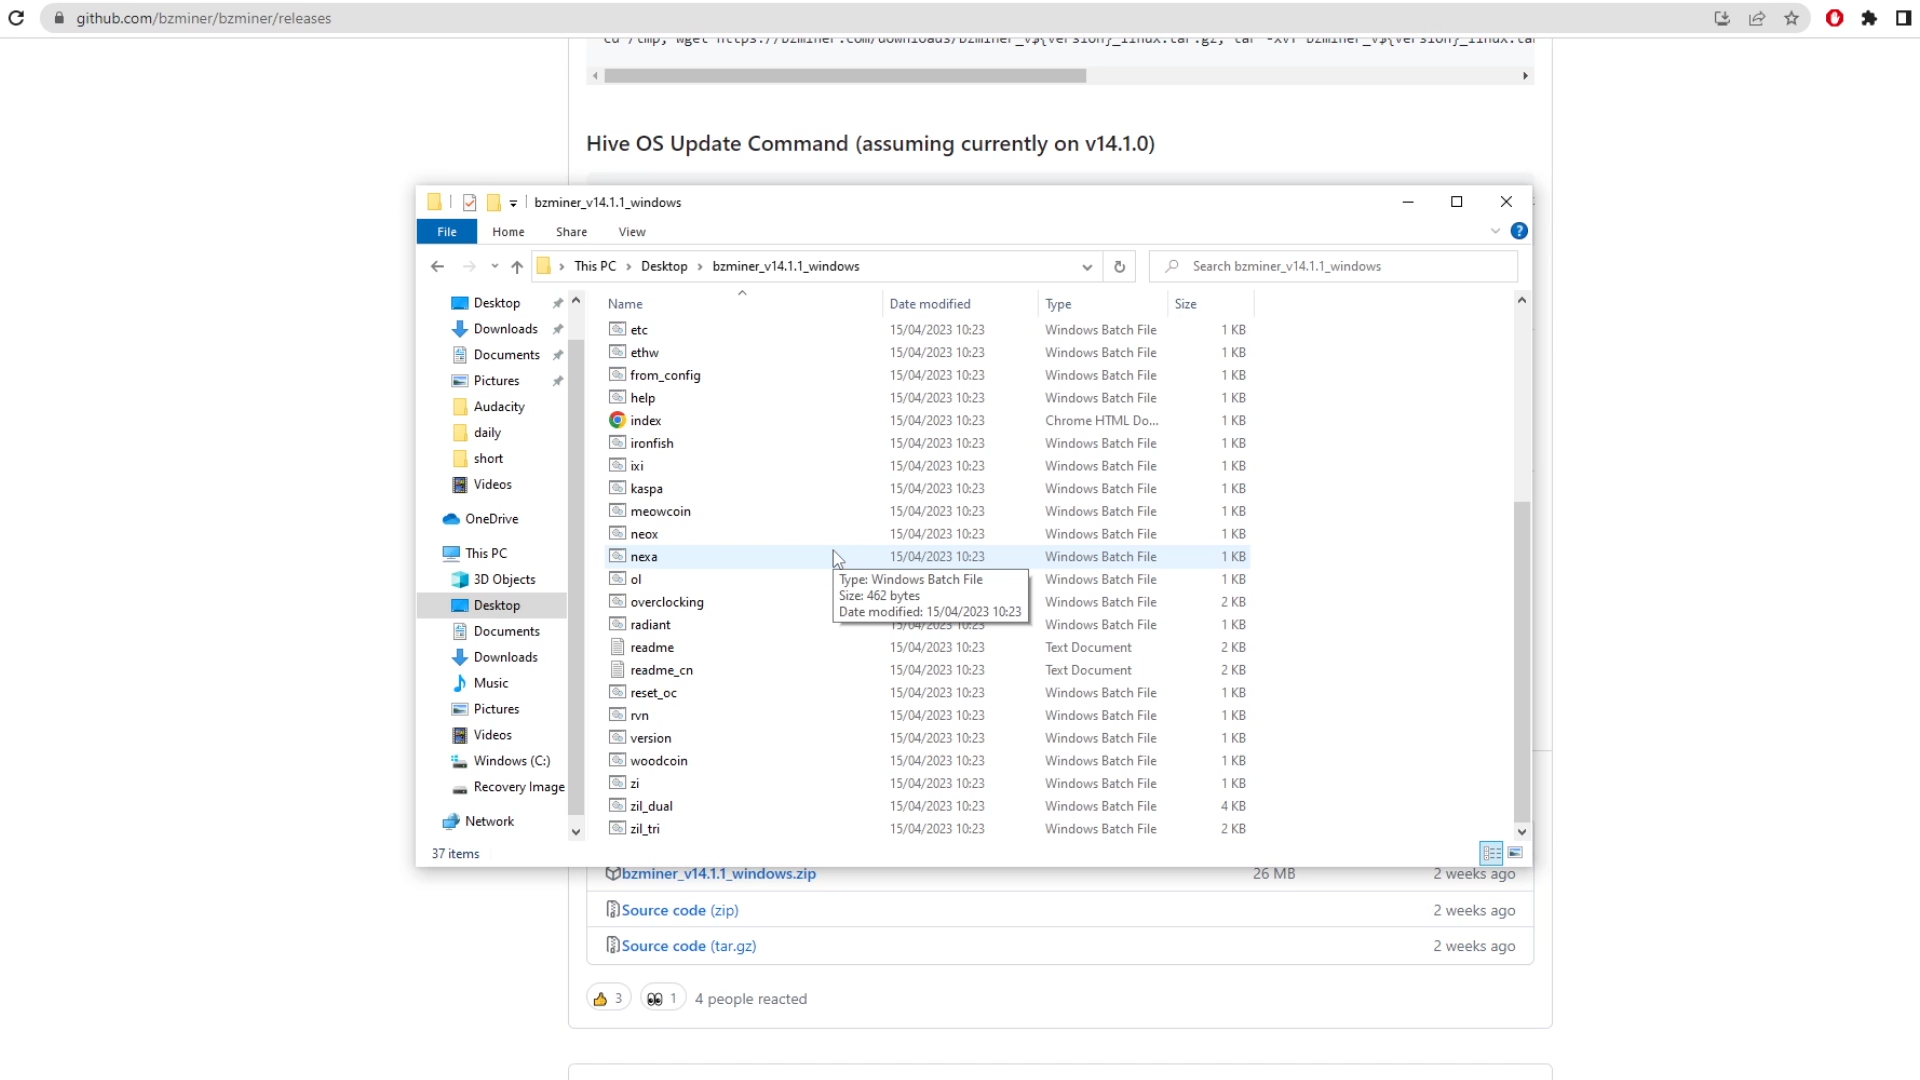 github.com/bzminer/bzminer/releases
Hive OS Update Command (assuming currently on v14.1.0)
bzminer_v14.1.1_windows
File Home Share View
This PC Desktop bzminer_v14.1.1_windows Search bzminer_v14.1.1_windows
Desktop
Downloads
Documents
Pictures
Audacity
daily
short
Videos
OneDrive
This PC
3D Objects
Desktop
Documents
Downloads
Music
Pictures
Videos
Windows (C:)
Recovery Image
Network
Name Date modified Type Size
etc 15/04/2023 10:23 Windows Batch File 1 KB
ethw 15/04/2023 10:23 Windows Batch File 1 KB
from_config 15/04/2023 10:23 Windows Batch File 1 KB
help 15/04/2023 10:23 Windows Batch File 1 KB
index 15/04/2023 10:23 Chrome HTML Do... 1 KB
ironfish 15/04/2023 10:23 Windows Batch File 1 KB
ixi 15/04/2023 10:23 Windows Batch File 1 KB
kaspa 15/04/2023 10:23 Windows Batch File 1 KB
meowcoin 15/04/2023 10:23 Windows Batch File 1 KB
neox 15/04/2023 10:23 Windows Batch File 1 KB
nexa 15/04/2023 10:23 Windows Batch File 1 KB
ol Windows Batch File 1 KB
overclocking Windows Batch File 2 KB
radiant 15/04/2023 10:23 Windows Batch File 1 KB
readme 15/04/2023 10:23 Text Document 2 KB
readme_cn 15/04/2023 10:23 Text Document 2 KB
reset_oc 15/04/2023 10:23 Windows Batch File 1 KB
rvn 15/04/2023 10:23 Windows Batch File 1 KB
version 15/04/2023 10:23 Windows Batch File 1 KB
woodcoin 15/04/2023 10:23 Windows Batch File 1 KB
zi 15/04/2023 10:23 Windows Batch File 1 KB
zil_dual 15/04/2023 10:23 Windows Batch File 4 KB
zil_tri 15/04/2023 10:23 Windows Batch File 2 KB
Type: Windows Batch File
Size: 462 bytes
Date modified: 15/04/2023 10:23
37 items
bzminer_v14.1.1_windows.zip 26 MB 2 weeks ago
Source code (zip) 2 weeks ago
Source code (tar.gz) 2 weeks ago
3 1 4 people reacted